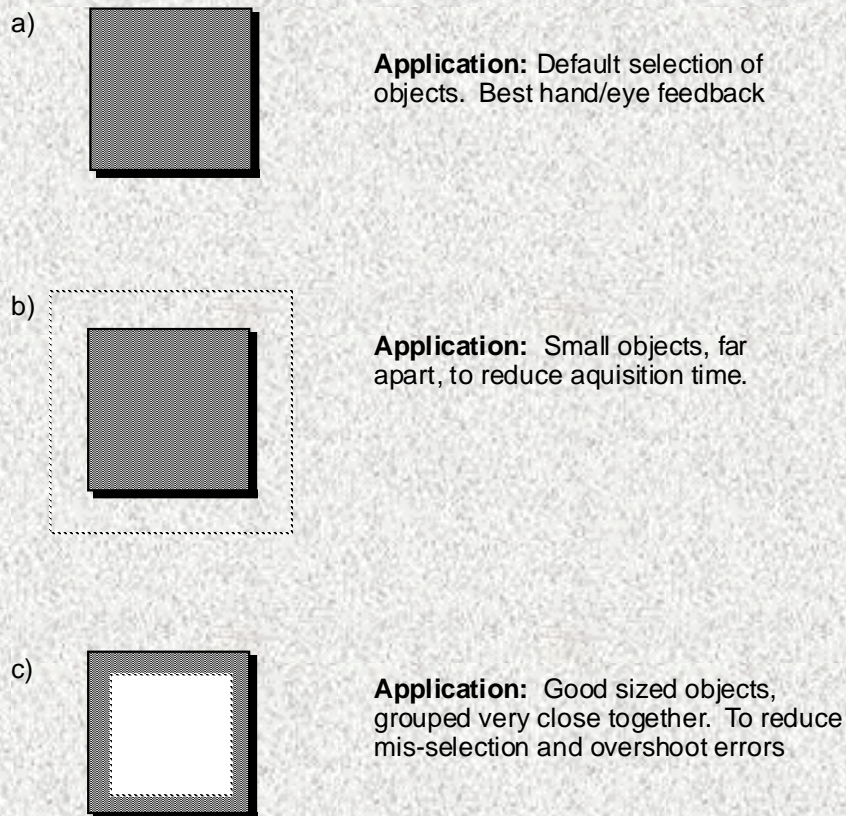 a)
Application: Default selection of
objects. Best hand/eye feedback
b)
Application: Small objects, far
apart, to reduce aquisition time.
c)
Application: Good sized objects,
grouped very close together. To reduce
mis-selection and overshoot errors